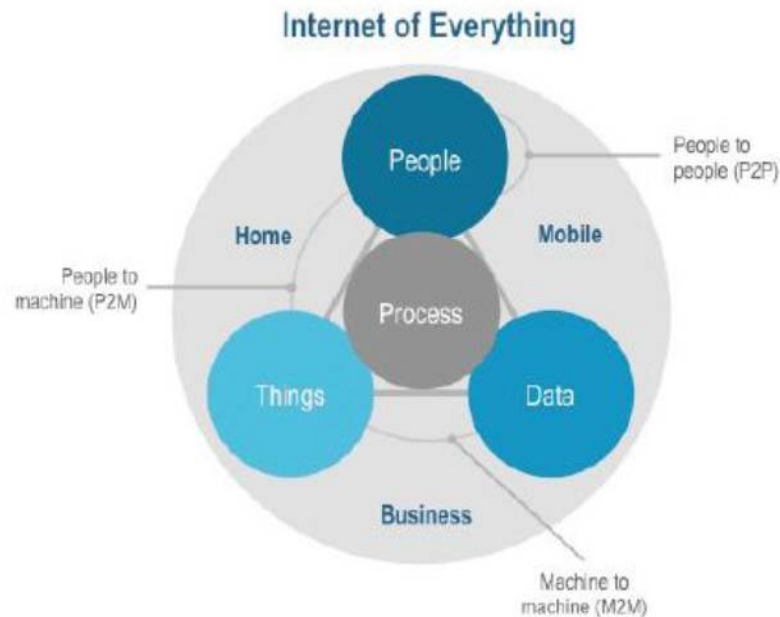 Internet of Everything
People
People to
people (P2P)
Home
Mobile
People to
machine (P2M)
Process
Things
Data
Business
Machine to
machine (M2M)